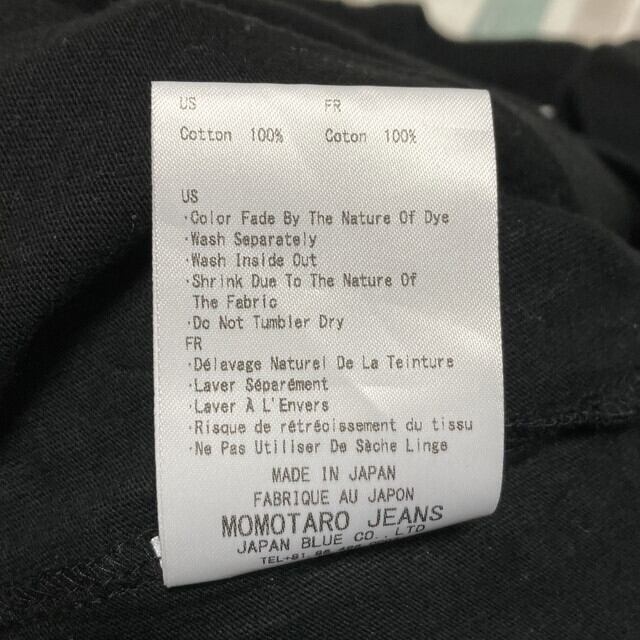 US FR
Cotton 100% Coton 100%
US
·Color Fade By The Nature Of Dye
·Wash Separately
·Wash Inside Out
·Shrink Due To The Nature Of
The Fabric
·Do Not Tumbler Dry
FR
·Délavage Naturel De La Teinture
·Laver Séparément
·Laver À L'Envers
·Risque de rétréoissement du tissu
·Ne Pas Utiliser De Sèche Linge
MADE IN JAPAN
FABRIQUE AU JAPON
MOMOTARO JEANS
JAPAN BLUE CO., LTD